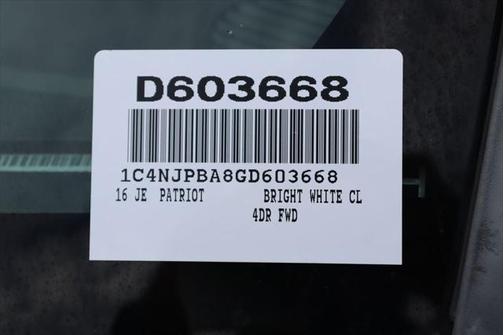 D603668
1C4NJPBA8GD603668
16 JE PATRIOT BRIGHT WHITE CL
4DR FWD